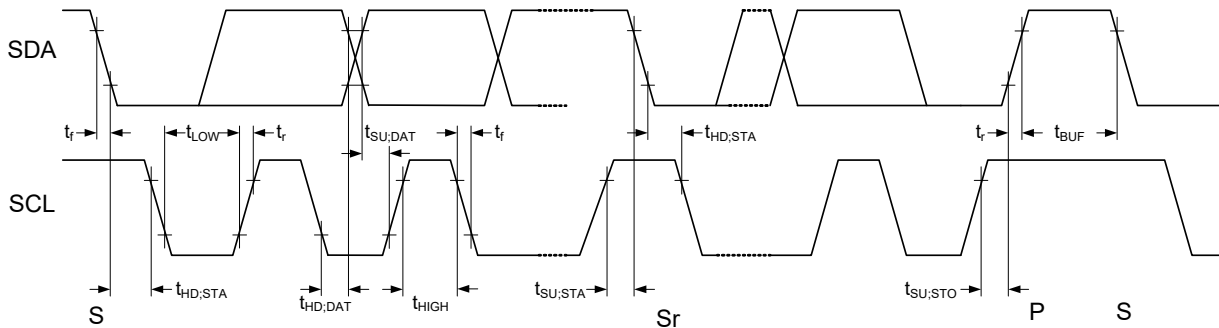 SDA
t_f
t_LOW
t_r
t_SU;DAT
t_f
t_HD;STA
t_r
t_BUF
SCL
t_HD;STA
t_HD;DAT
t_HIGH
t_SU;STA
t_SU;STO
S
Sr
P
S